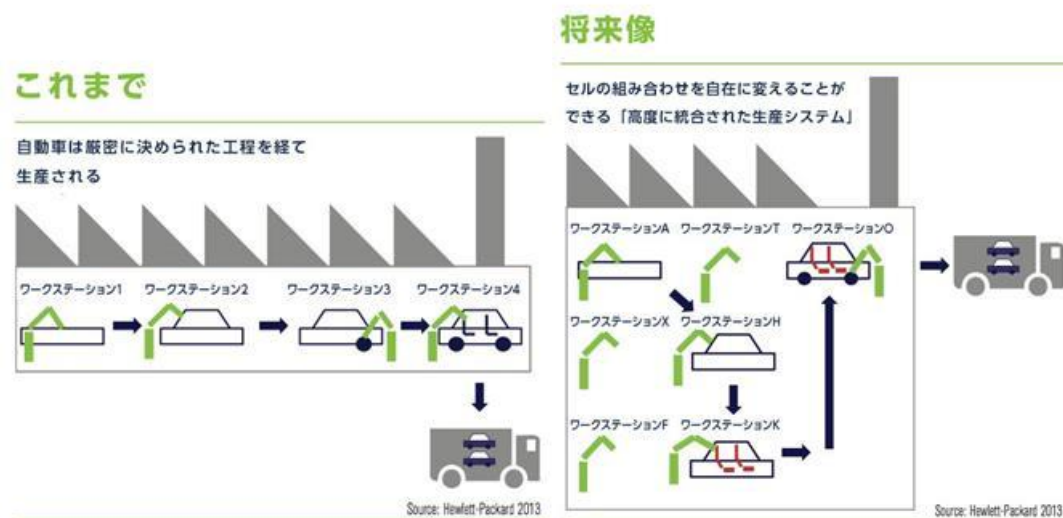 これまで
自動車は厳密に決められた工程を経て
生産される
ワークステーション1
ワークステーション2
ワークステーション3
ワークステーション4
Source: Hewlett-Packard 2013
将来像
セルの組み合わせを自在に変えることが
できる「高度に統合された生産システム」
ワークステーションA
ワークステーションT
ワークステーションO
ワークステーションX
ワークステーションH
ワークステーションF
ワークステーションK
Source: Hewlett-Packard 2013